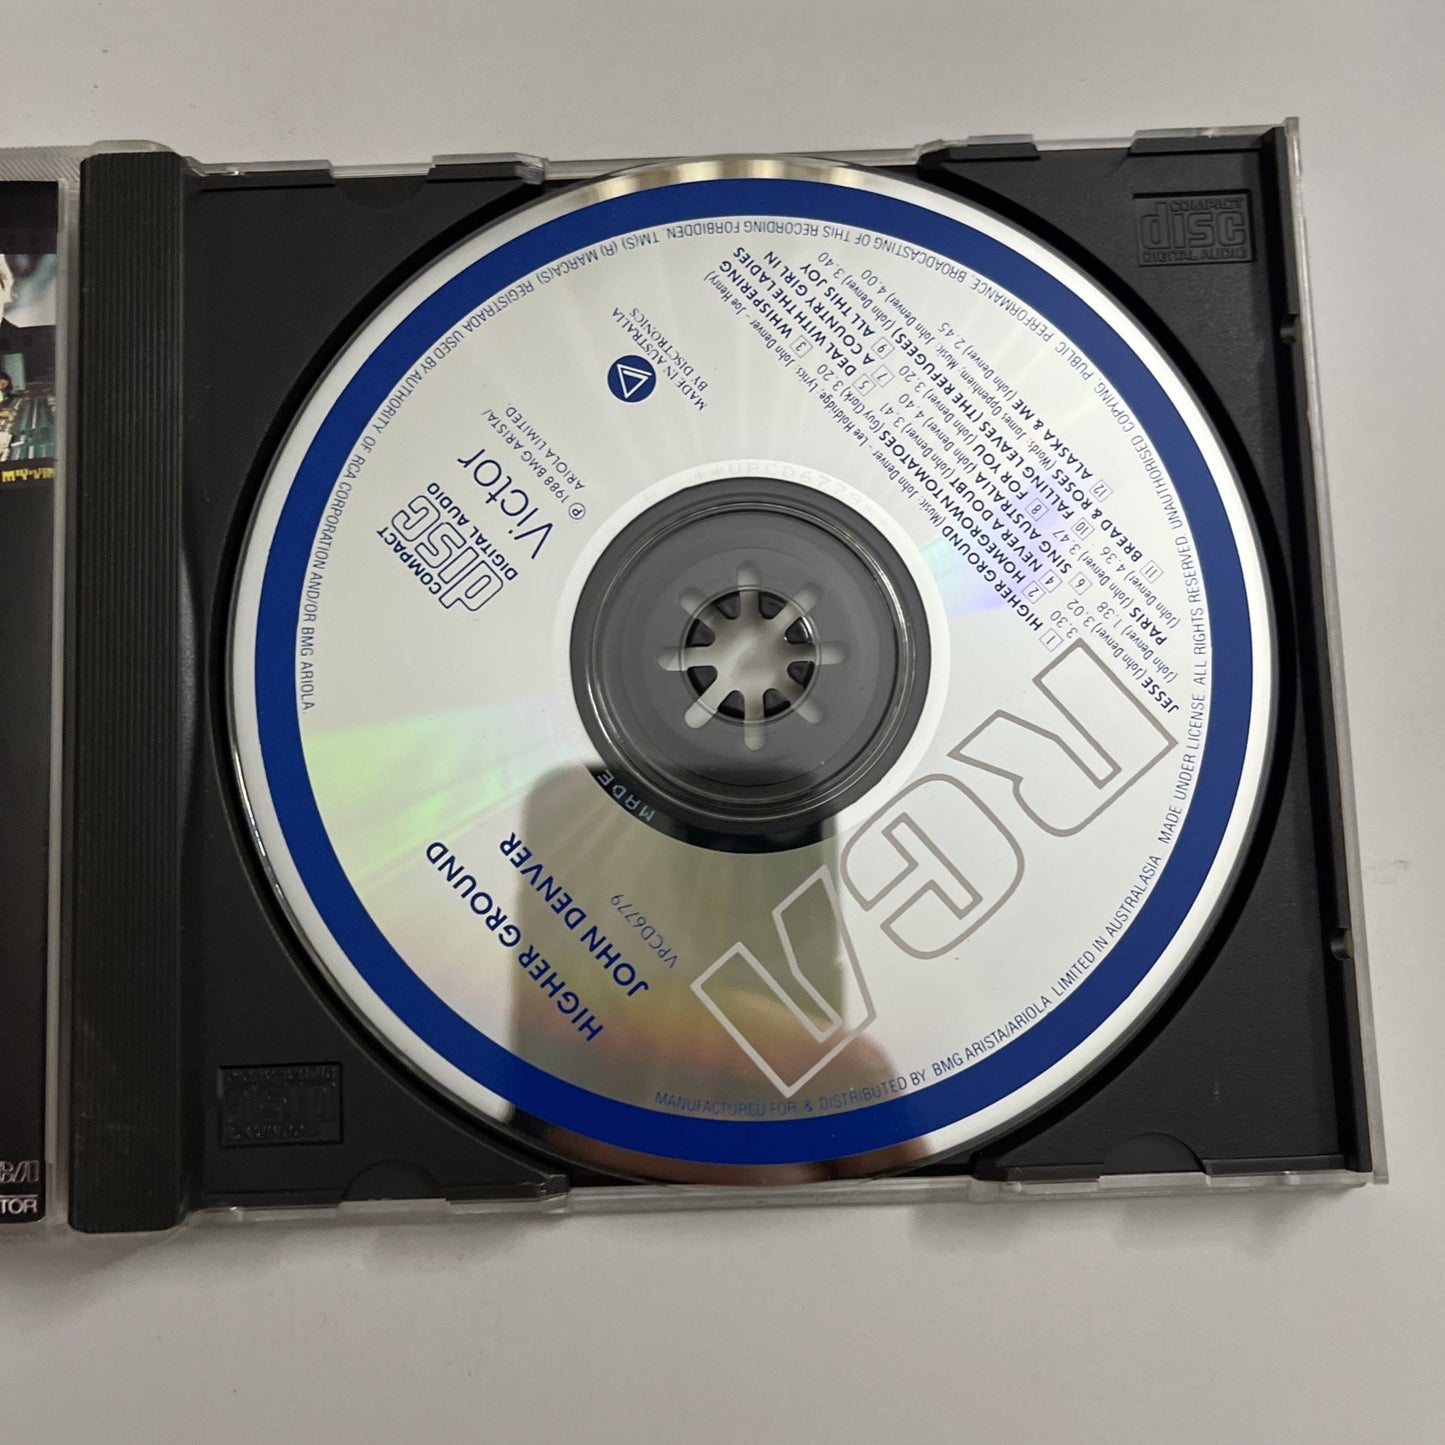 RCA
HIGHER GROUND
JOHN DENVER
VPCD6779
1 HIGHER GROUND (Music: John Denver – Lee Holdridge, Lyrics: John Denver – Joe Henry)
3.30 2 HOMEGROWN TOMATOES (Guy Clark) 3.20 3 WHISPERING
JESSE (John Denver) 3.02 4 NEVER A DOUBT (John Denver) 3.41 5 DEAL WITH THE LADIES
(John Denver) 1.38 6 SING AUSTRALIA (John Denver) 4.40 7 A COUNTRY GIRL IN
PARIS (John Denver) 3.47 8 FOR YOU (John Denver) 3.20 9 ALL THIS JOY (John Denver) 3.40
(John Denver) 4.36 10 FALLING LEAVES (THE REFUGEES) (John Denver) 4.00
11 BREAD & ROSES (Words: James Oppenheim, Music: John Denver) 2.45
12 ALASKA & ME (John Denver)
Victor
COMPACT
disc
DIGITAL AUDIO
Ⓟ 1988 BMG ARISTA/
ARIOLA LIMITED.
MADE IN AUSTRALIA
BY DISCTRONICS
MANUFACTURED FOR & DISTRIBUTED BY BMG ARISTA/ARIOLA LIMITED IN AUSTRALASIA MADE UNDER LICENSE. ALL RIGHTS RESERVED. UNAUTHORISED COPYING, PUBLIC PERFORMANCE, BROADCASTING OF THIS RECORDING FORBIDDEN. TM(S) (R) MARCA(S) REGISTRADA USED BY AUTHORITY OF RCA CORPORATION AND/OR BMG ARIOLA.
MADE
COMPACT
disc
DIGITAL AUDIO
TOR